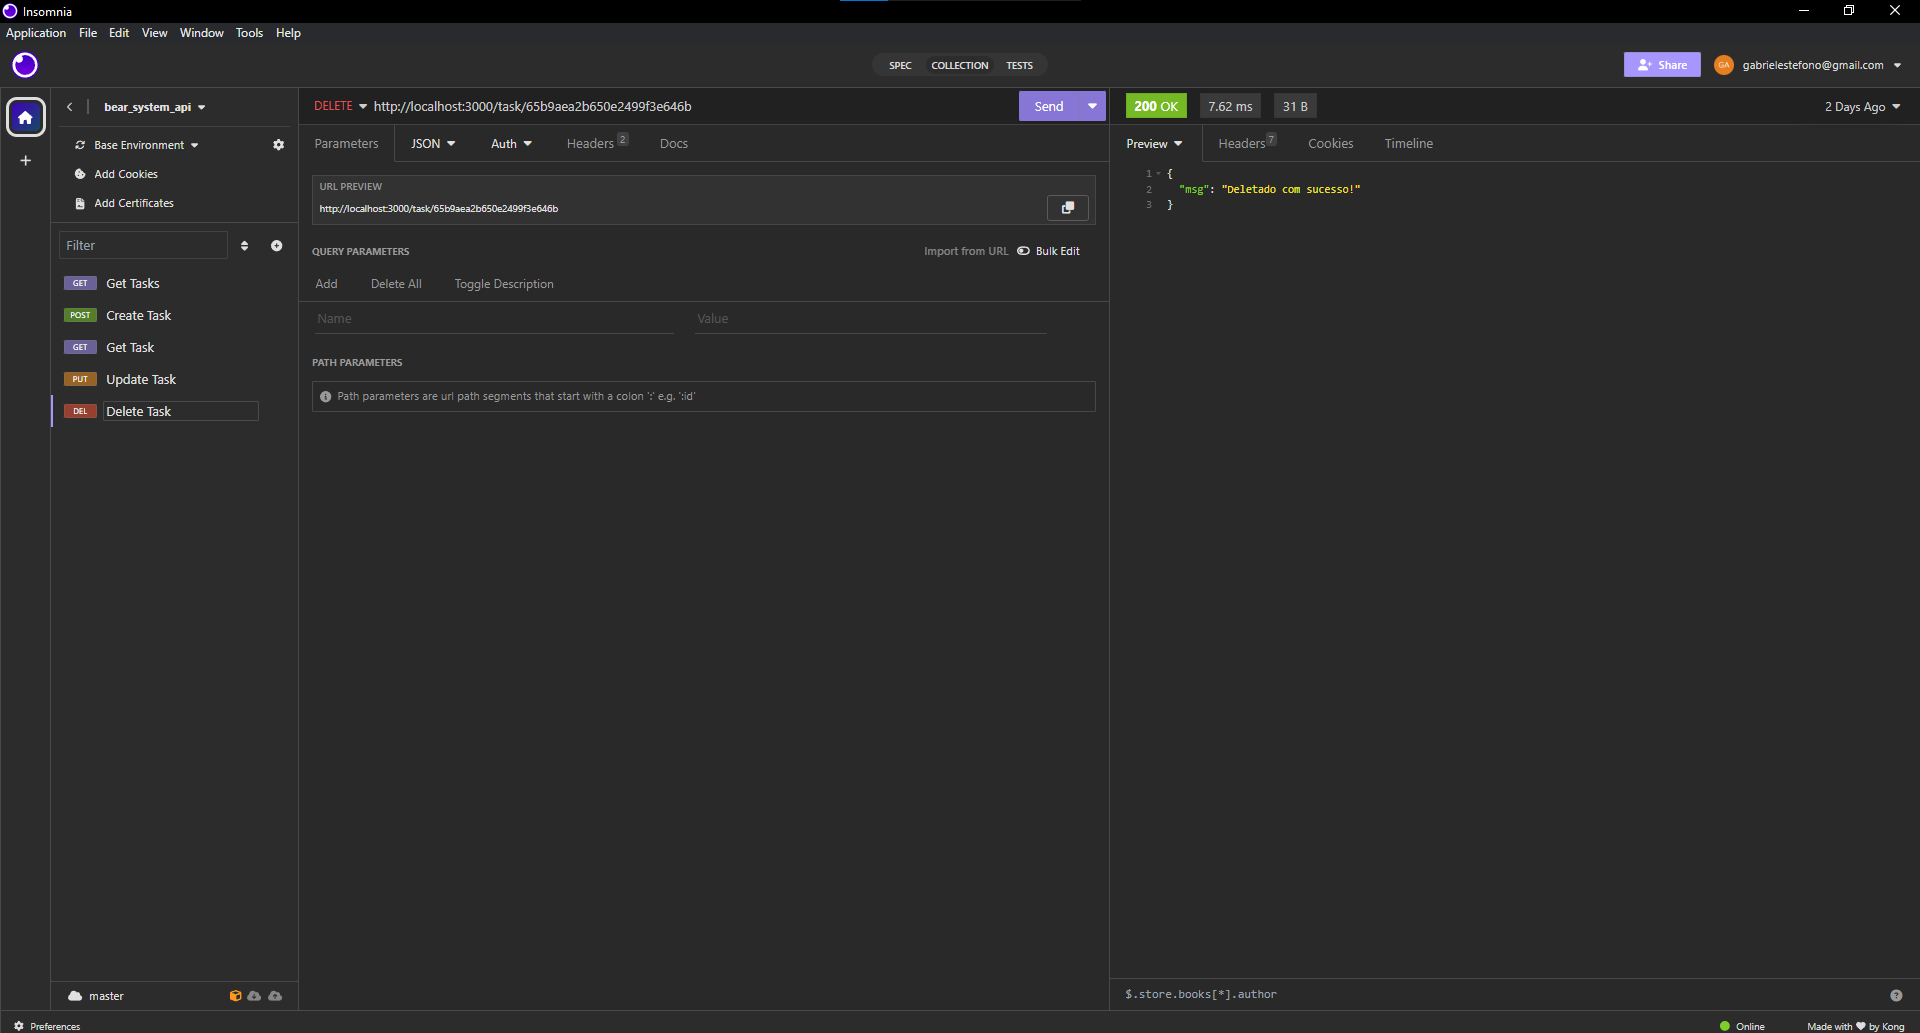 Insomnia
Application File Edit View Window Tools Help
SPEC COLLECTION TESTS
Share
GA
gabrielestefono@gmail.com
bear_system_api
Base Environment
Add Cookies
Add Certificates
Filter
GET Get Tasks
POST Create Task
GET Get Task
PUT Update Task
DEL Delete Task
master
DELETE http://localhost:3000/task/65b9aea2b650e2499f3e646b
Send
Parameters JSON Auth Headers 2 Docs
URL PREVIEW
http://localhost:3000/task/65b9aea2b650e2499f3e646b
QUERY PARAMETERS
Import from URL Bulk Edit
Add Delete All Toggle Description
Name Value
PATH PARAMETERS
Path parameters are url path segments that start with a colon ':' e.g. ':id'
200 OK 7.62 ms 31 B
2 Days Ago
Preview Headers 7 Cookies Timeline
1 {
2 "msg": "Deletado com sucesso!"
3 }
$.store.books[*].author
?
Preferences
Online
Made with ♥ by Kong